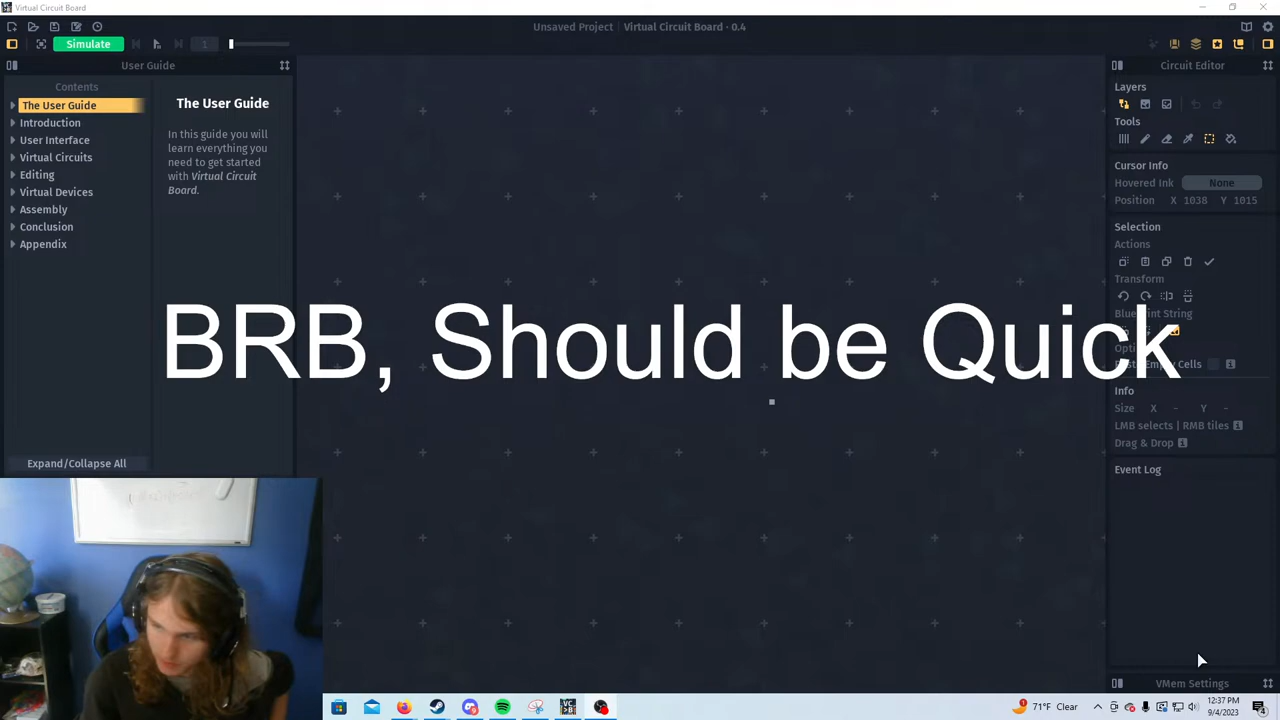 Virtual Circuit Board
Unsaved Project | Virtual Circuit Board - 0.4
Simulate
1
User Guide
Contents
The User Guide
Introduction
User Interface
Virtual Circuits
Editing
Virtual Devices
Assembly
Conclusion
Appendix
Expand/Collapse All
The User Guide
In this guide you will
learn everything you
need to get started
with Virtual Circuit
Board.
BRB, Should be Quick
Circuit Editor
Layers
Tools
Cursor Info
Hovered Ink None
Position X 1038 Y 1015
Selection
Actions
Transform
Info
Size X - Y -
LMB selects | RMB tiles
Drag & Drop
Event Log
VMem Settings
71°F Clear
12:37 PM
9/4/2023